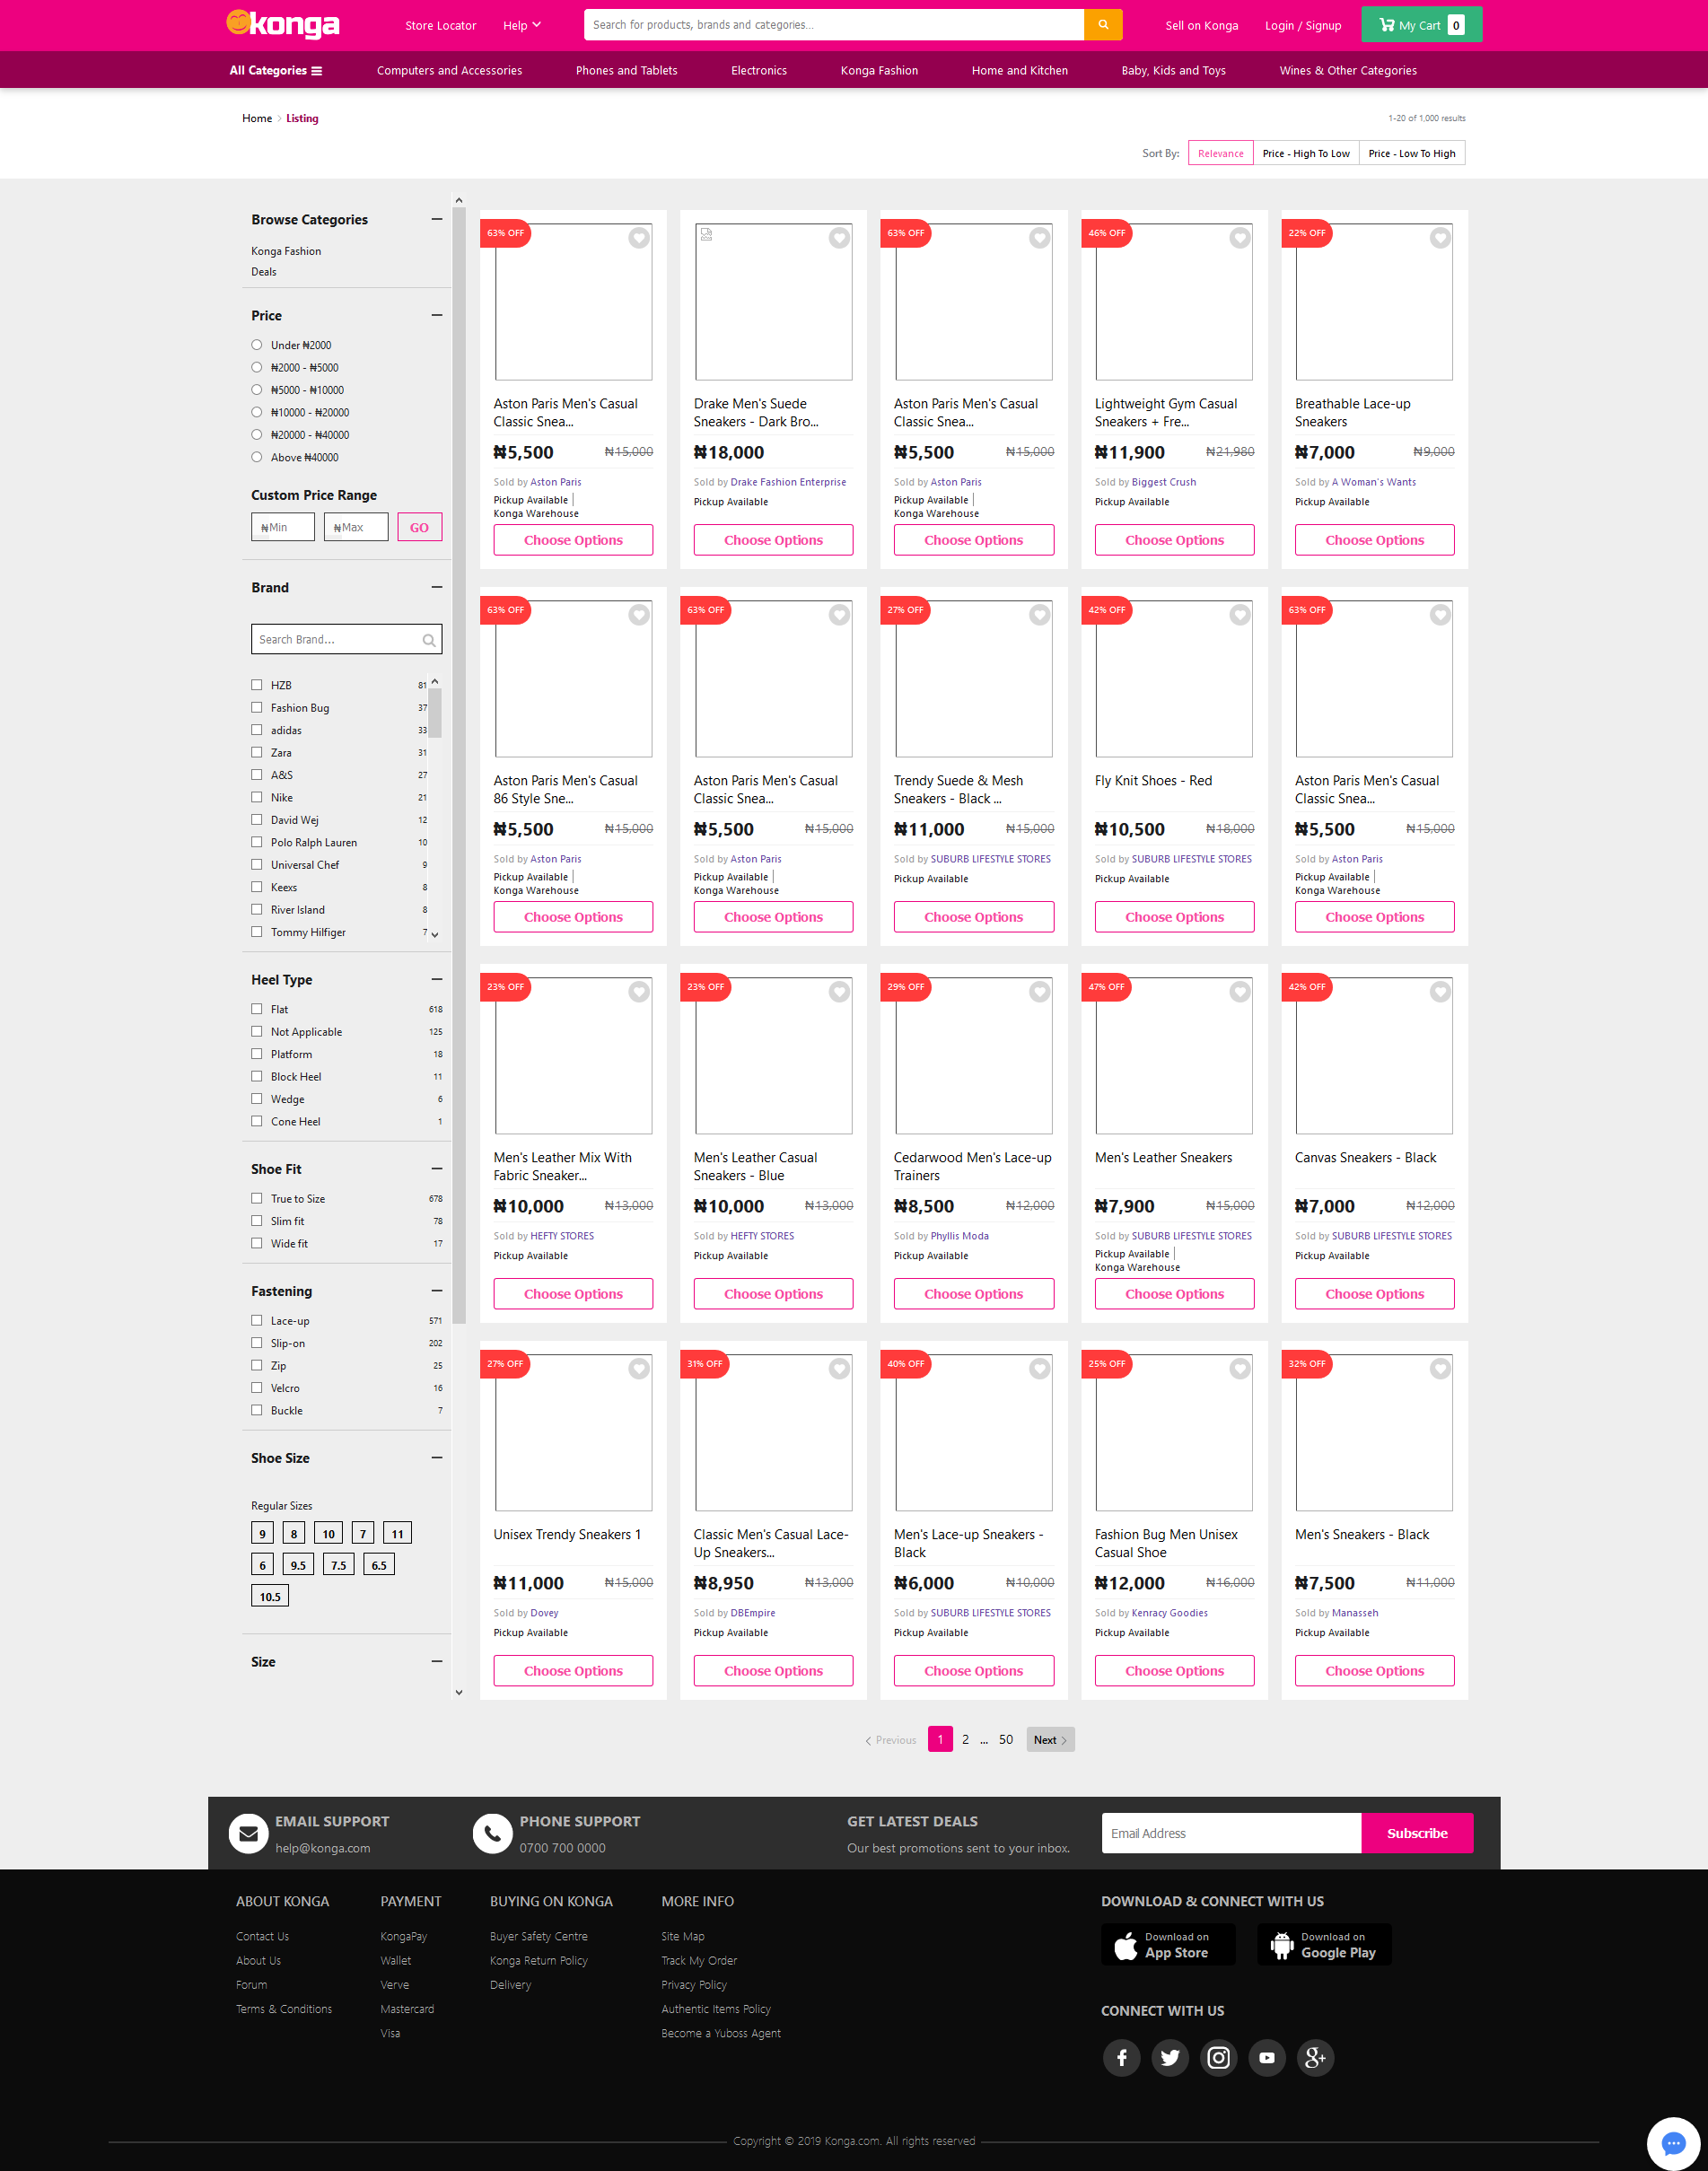 konga
Store Locator
Help
Search for products, brands and categories...
Sell on Konga
Login / Signup
My Cart 0
All Categories
Computers and Accessories
Phones and Tablets
Electronics
Konga Fashion
Home and Kitchen
Baby, Kids and Toys
Wines & Other Categories
Home > Listing
1-20 of 1,000 results
Sort By:
Relevance
Price - High To Low
Price - Low To High
Browse Categories
Konga Fashion
Deals
Price
Under ₦2000
₦2000 - ₦5000
₦5000 - ₦10000
₦10000 - ₦20000
₦20000 - ₦40000
Above ₦40000
Custom Price Range
₦Min
₦Max
GO
Brand
Search Brand...
HZB 81
Fashion Bug 37
adidas 33
Zara 31
A&S 27
Nike 21
David Wej 12
Polo Ralph Lauren 10
Universal Chef 9
Keexs 8
River Island 8
Tommy Hilfiger 7
Heel Type
Flat 618
Not Applicable 125
Platform 18
Block Heel 11
Wedge 6
Cone Heel 1
Shoe Fit
True to Size 678
Slim fit 78
Wide fit 17
Fastening
Lace-up 571
Slip-on 202
Zip 25
Velcro 16
Buckle 7
Shoe Size
Regular Sizes
9 8 10 7 11
6 9.5 7.5 6.5
10.5
Size
63% OFF
Aston Paris Men's Casual
Classic Snea...
₦5,500 ₦15,000
Sold by Aston Paris
Pickup Available |
Konga Warehouse
Choose Options
Drake Men's Suede
Sneakers - Dark Bro...
₦18,000
Sold by Drake Fashion Enterprise
Pickup Available
Choose Options
63% OFF
Aston Paris Men's Casual
Classic Snea...
₦5,500 ₦15,000
Sold by Aston Paris
Pickup Available |
Konga Warehouse
Choose Options
46% OFF
Lightweight Gym Casual
Sneakers + Fre...
₦11,900 ₦21,980
Sold by Biggest Crush
Pickup Available
Choose Options
22% OFF
Breathable Lace-up
Sneakers
₦7,000 ₦9,000
Sold by A Woman's Wants
Pickup Available
Choose Options
63% OFF
Aston Paris Men's Casual
86 Style Sne...
₦5,500 ₦15,000
Sold by Aston Paris
Pickup Available |
Konga Warehouse
Choose Options
63% OFF
Aston Paris Men's Casual
Classic Snea...
₦5,500 ₦15,000
Sold by Aston Paris
Pickup Available |
Konga Warehouse
Choose Options
27% OFF
Trendy Suede & Mesh
Sneakers - Black ...
₦11,000 ₦15,000
Sold by SUBURB LIFESTYLE STORES
Pickup Available
Choose Options
42% OFF
Fly Knit Shoes - Red
₦10,500 ₦18,000
Sold by SUBURB LIFESTYLE STORES
Pickup Available
Choose Options
63% OFF
Aston Paris Men's Casual
Classic Snea...
₦5,500 ₦15,000
Sold by Aston Paris
Pickup Available |
Konga Warehouse
Choose Options
23% OFF
Men's Leather Mix With
Fabric Sneaker...
₦10,000 ₦13,000
Sold by HEFTY STORES
Pickup Available
Choose Options
23% OFF
Men's Leather Casual
Sneakers - Blue
₦10,000 ₦13,000
Sold by HEFTY STORES
Pickup Available
Choose Options
29% OFF
Cedarwood Men's Lace-up
Trainers
₦8,500 ₦12,000
Sold by Phyllis Moda
Pickup Available
Choose Options
47% OFF
Men's Leather Sneakers
₦7,900 ₦15,000
Sold by SUBURB LIFESTYLE STORES
Pickup Available |
Konga Warehouse
Choose Options
42% OFF
Canvas Sneakers - Black
₦7,000 ₦12,000
Sold by SUBURB LIFESTYLE STORES
Pickup Available
Choose Options
27% OFF
Unisex Trendy Sneakers 1
₦11,000 ₦15,000
Sold by Dovey
Pickup Available
Choose Options
31% OFF
Classic Men's Casual Lace-
Up Sneakers...
₦8,950 ₦13,000
Sold by DBEmpire
Pickup Available
Choose Options
40% OFF
Men's Lace-up Sneakers -
Black
₦6,000 ₦10,000
Sold by SUBURB LIFESTYLE STORES
Pickup Available
Choose Options
25% OFF
Fashion Bug Men Unisex
Casual Shoe
₦12,000 ₦16,000
Sold by Kenracy Goodies
Pickup Available
Choose Options
32% OFF
Men's Sneakers - Black
₦7,500 ₦11,000
Sold by Manasseh
Pickup Available
Choose Options
Previous 1 2 ... 50 Next
EMAIL SUPPORT
help@konga.com
PHONE SUPPORT
0700 700 0000
GET LATEST DEALS
Our best promotions sent to your inbox.
Email Address
Subscribe
ABOUT KONGA
Contact Us
About Us
Forum
Terms & Conditions
PAYMENT
KongaPay
Wallet
Verve
Mastercard
Visa
BUYING ON KONGA
Buyer Safety Centre
Konga Return Policy
Delivery
MORE INFO
Site Map
Track My Order
Privacy Policy
Authentic Items Policy
Become a Yuboss Agent
DOWNLOAD & CONNECT WITH US
Download on
App Store
Download on
Google Play
CONNECT WITH US
Copyright © 2019 Konga.com. All rights reserved